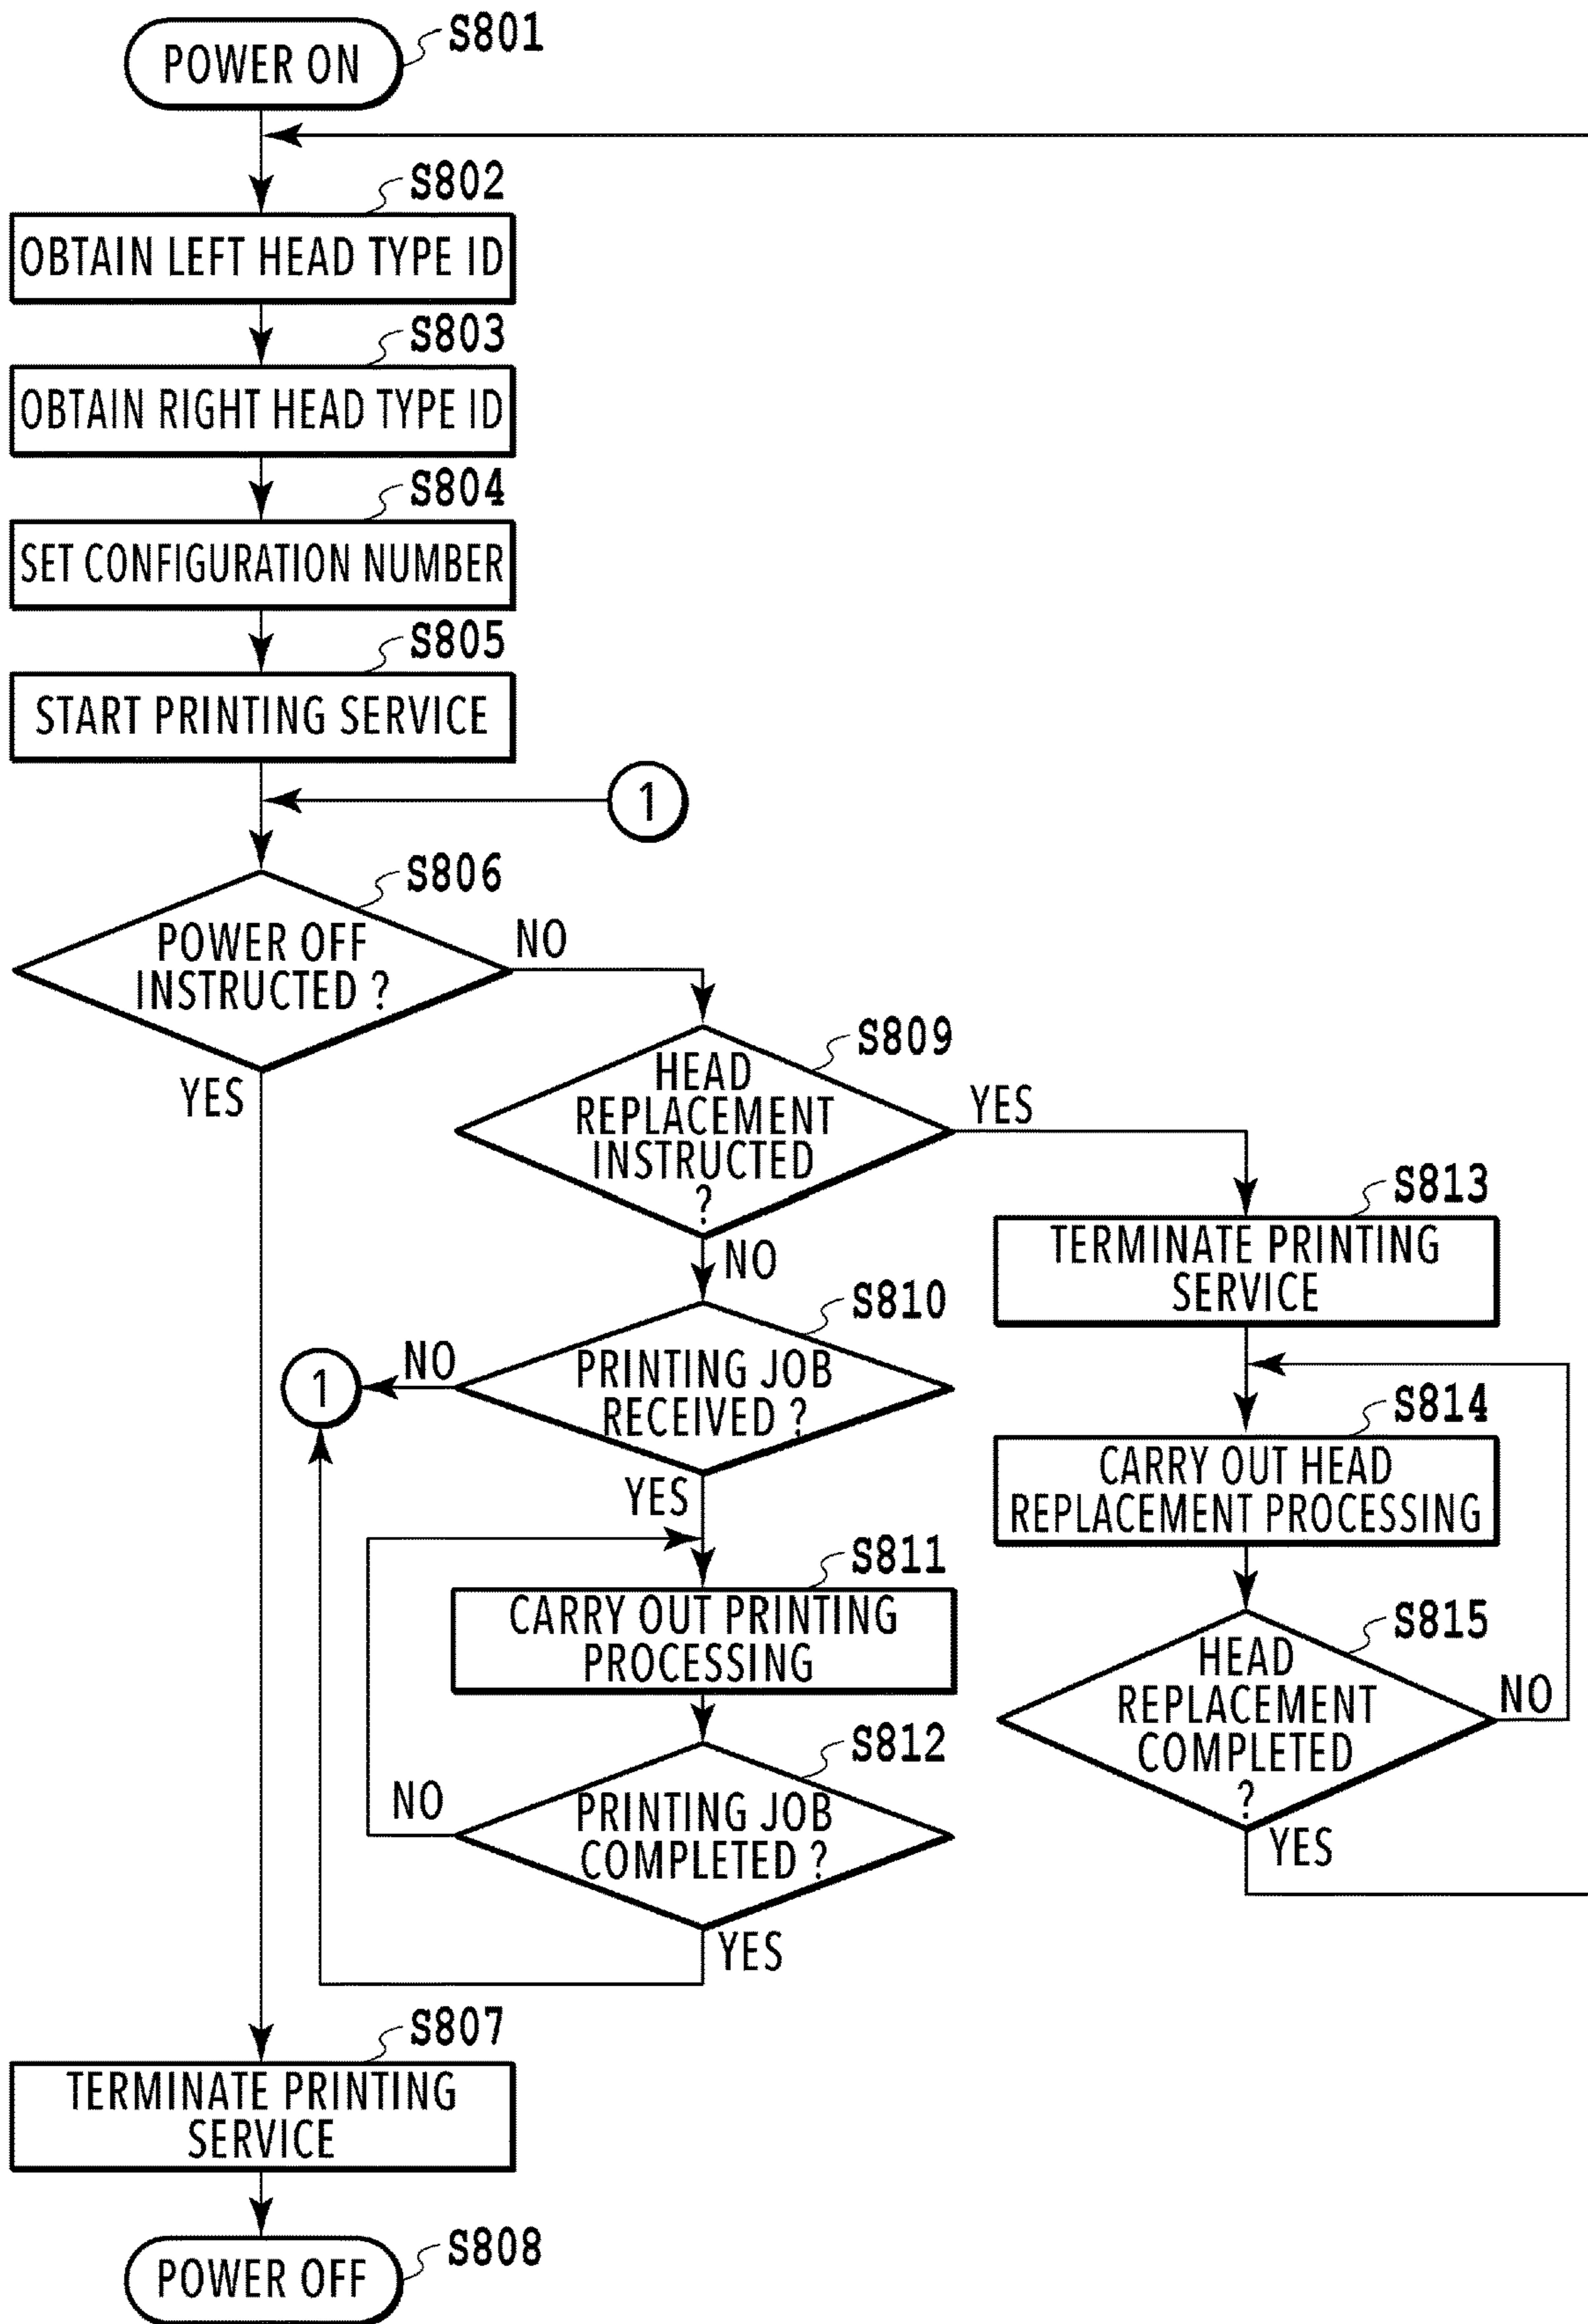 POWER ON
S801
S802
OBTAIN LEFT HEAD TYPE ID
S803
OBTAIN RIGHT HEAD TYPE ID
S804
SET CONFIGURATION NUMBER
S805
START PRINTING SERVICE
1
S806
POWER OFF
INSTRUCTED ?
NO
YES
S809
HEAD
REPLACEMENT
INSTRUCTED
?
YES
NO
S813
TERMINATE PRINTING
SERVICE
S810
PRINTING JOB
RECEIVED ?
NO
1
YES
S814
CARRY OUT HEAD
REPLACEMENT PROCESSING
S811
CARRY OUT PRINTING
PROCESSING
S815
HEAD
REPLACEMENT
COMPLETED
?
NO
YES
S812
PRINTING JOB
COMPLETED ?
NO
YES
S807
TERMINATE PRINTING
SERVICE
POWER OFF
S808